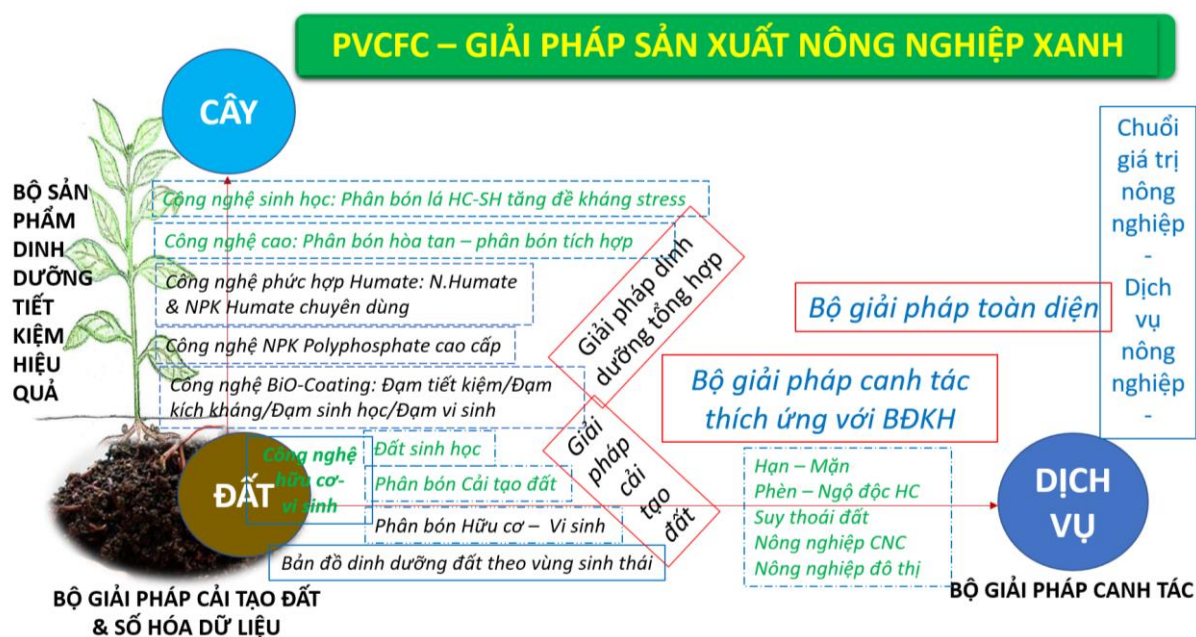 PVCFC – GIẢI PHÁP SẢN XUẤT NÔNG NGHIỆP XANH
CÂY
BỘ SẢN
PHẨM
DINH
DƯỠNG
TIẾT
KIỆM
HIỆU
QUẢ
Công nghệ sinh học: Phân bón lá HC-SH tăng đề kháng stress
Công nghệ cao: Phân bón hòa tan – phân bón tích hợp
Công nghệ phức hợp Humate: N.Humate
& NPK Humate chuyên dùng
Công nghệ NPK Polyphosphate cao cấp
Công nghệ BiO-Coating: Đạm tiết kiệm/Đạm
kích kháng/Đạm sinh học/Đạm vi sinh
Giải pháp dinh
dưỡng tổng hợp
Bộ giải pháp toàn diện
Chuổi
giá trị
nông
nghiệp
-
Dịch
vụ
nông
nghiệp
-
Bộ giải pháp canh tác
thích ứng với BĐKH
ĐẤT
Công nghệ
hữu cơ-
vi sinh
Đất sinh học
Phân bón Cải tạo đất
Phân bón Hữu cơ – Vi sinh
Bản đồ dinh dưỡng đất theo vùng sinh thái
Giải
pháp
cải
tạo
đất
Hạn – Mặn
Phèn – Ngộ độc HC
Suy thoái đất
Nông nghiệp CNC
Nông nghiệp đô thị
DỊCH
VỤ
BỘ GIẢI PHÁP CẢI TẠO ĐẤT
& SỐ HÓA DỮ LIỆU
BỘ GIẢI PHÁP CANH TÁC